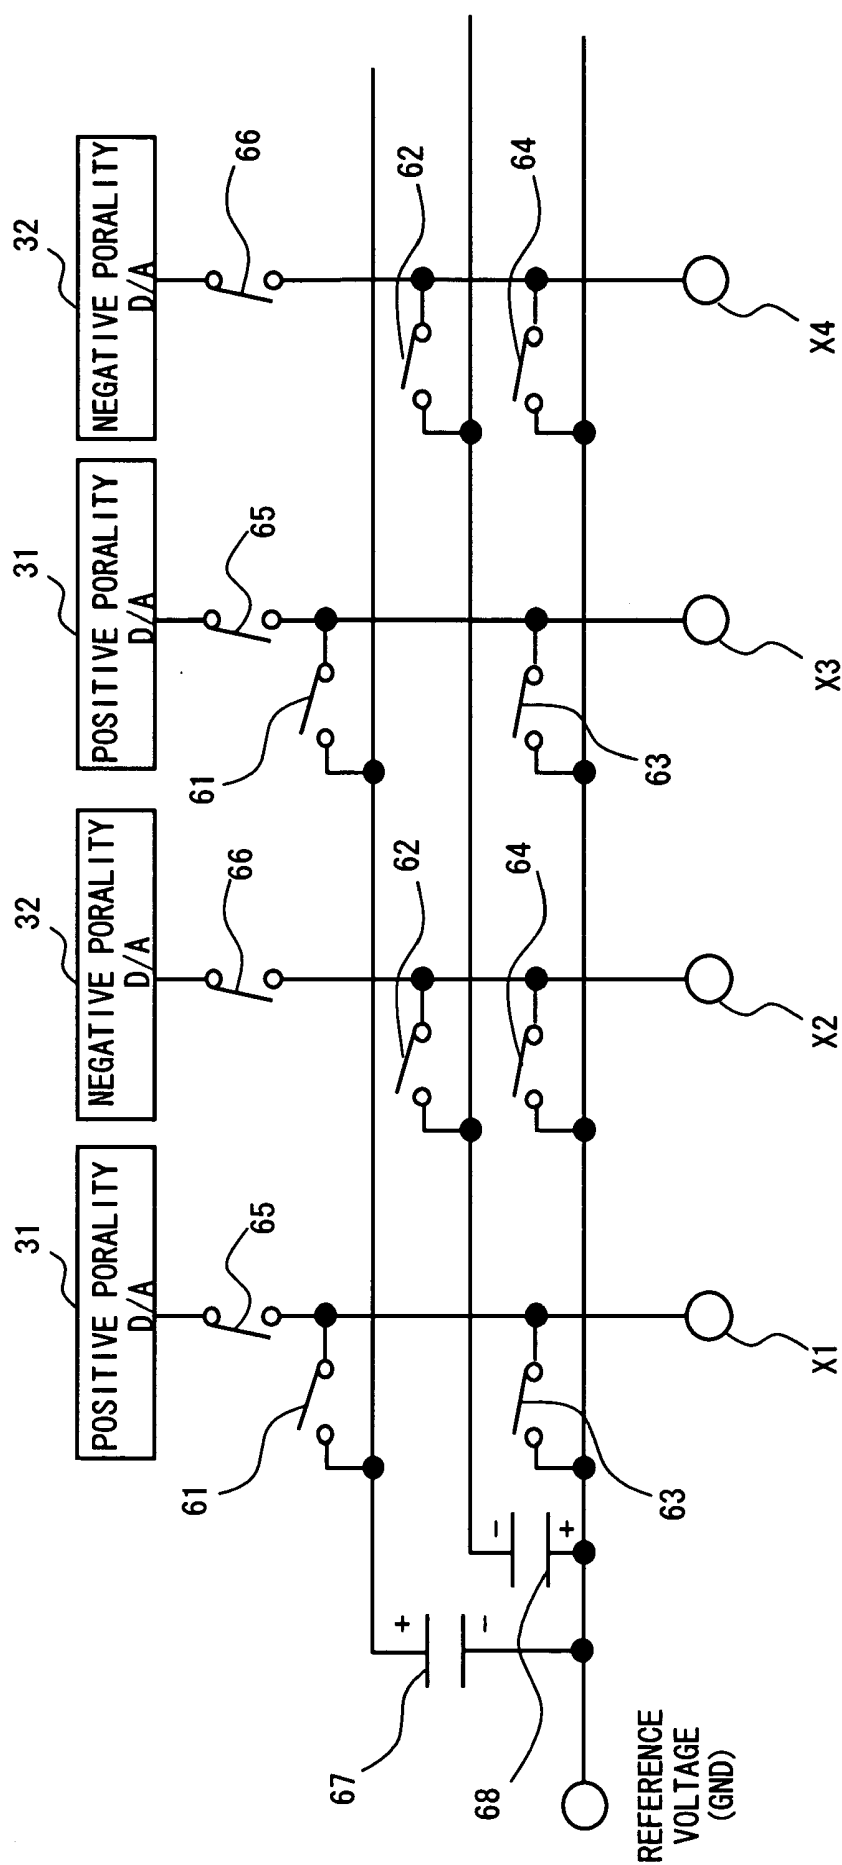 31
32
31
32
POSITIVE PORALITY
D/A
NEGATIVE PORALITY
D/A
POSITIVE PORALITY
D/A
NEGATIVE PORALITY
D/A
65
66
65
66
61
61
62
62
67
+
-
68
-
+
63
64
63
64
REFERENCE
VOLTAGE
(GND)
X1
X2
X3
X4